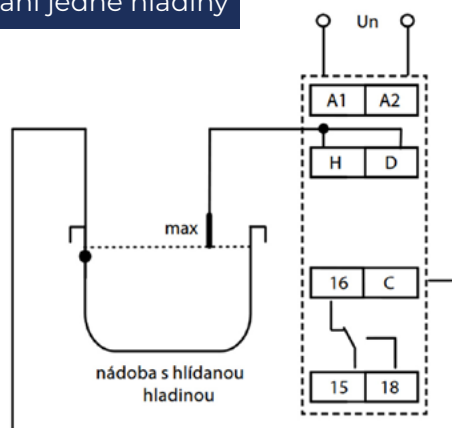 ání jedné hladiny
Un
A1 A2
H D
max
16 C
nádoba s hlídanou
hladinou
15 18